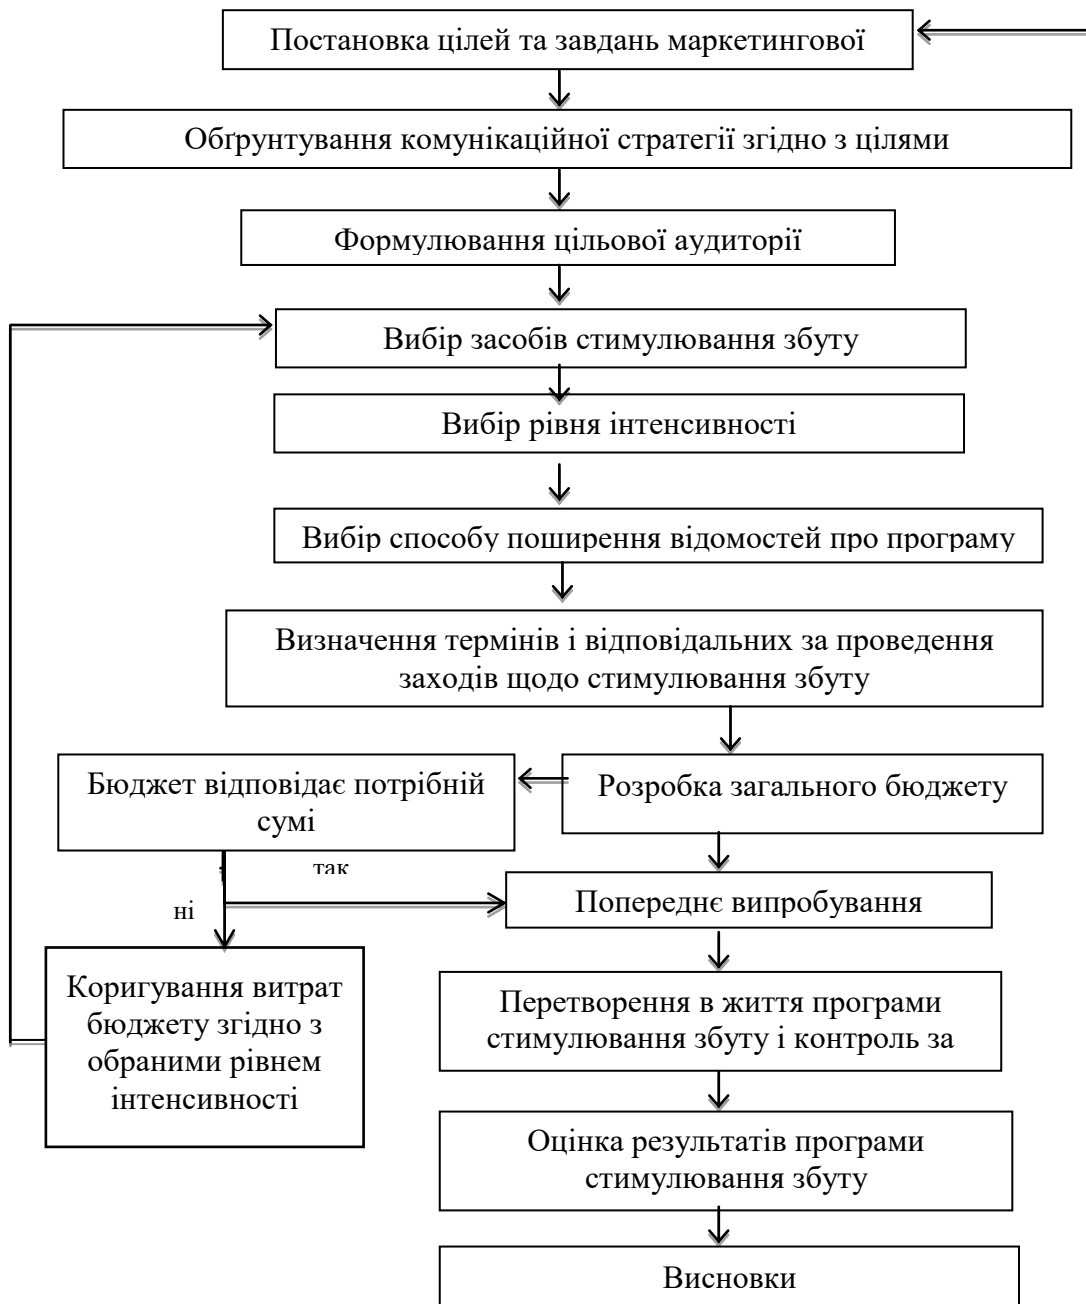 Постановка цілей та завдань маркетингової
Обґрунтування комунікаційної стратегії згідно з цілями
Формулювання цільової аудиторії
Вибір засобів стимулювання збуту
Вибір рівня інтенсивності
Вибір способу поширення відомостей про програму
Визначення термінів і відповідальних за проведення
заходів щодо стимулювання збуту
Бюджет відповідає потрібній
сумі
Розробка загального бюджету
так
ні
Попереднє випробування
Коригування витрат
бюджету згідно з
обраними рівнем
інтенсивності
Перетворення в життя програми
стимулювання збуту і контроль за
Оцінка результатів програми
стимулювання збуту
Висновки